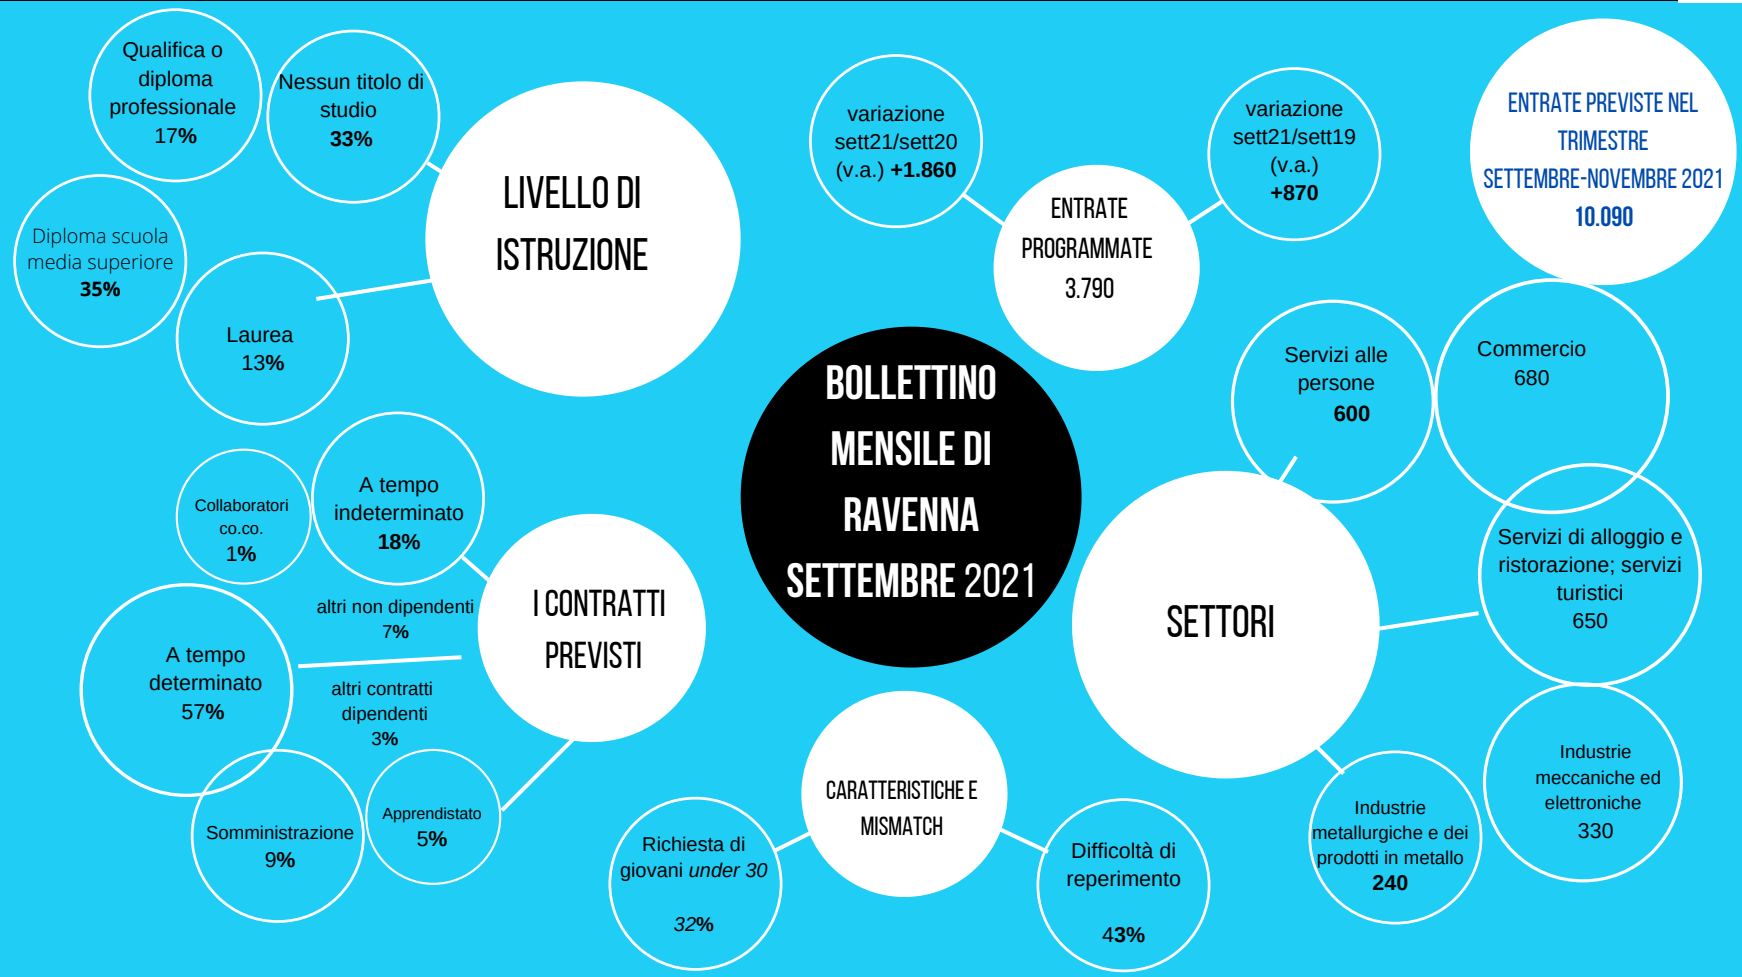 Qualifica o
diploma
professionale
17%
Nessun titolo di
studio
33%
Diploma scuola
media superiore
35%
Laurea
13%
LIVELLO DI
ISTRUZIONE
variazione
sett21/sett20
(v.a.) +1.860
variazione
sett21/sett19
(v.a.)
+870
ENTRATE
PROGRAMMATE
3.790
ENTRATE PREVISTE NEL
TRIMESTRE
SETTEMBRE-NOVEMBRE 2021
10.090
BOLLETTINO
MENSILE DI
RAVENNA
SETTEMBRE 2021
Collaboratori
co.co.
1%
A tempo
indeterminato
18%
altri non dipendenti
7%
A tempo
determinato
57%
altri contratti
dipendenti
3%
Somministrazione
9%
Apprendistato
5%
I CONTRATTI
PREVISTI
CARATTERISTICHE E
MISMATCH
Richiesta di
giovani under 30
32%
Difficoltà di
reperimento
43%
SETTORI
Servizi alle
persone
600
Commercio
680
Servizi di alloggio e
ristorazione; servizi
turistici
650
Industrie
meccaniche ed
elettroniche
330
Industrie
metallurgiche e dei
prodotti in metallo
240